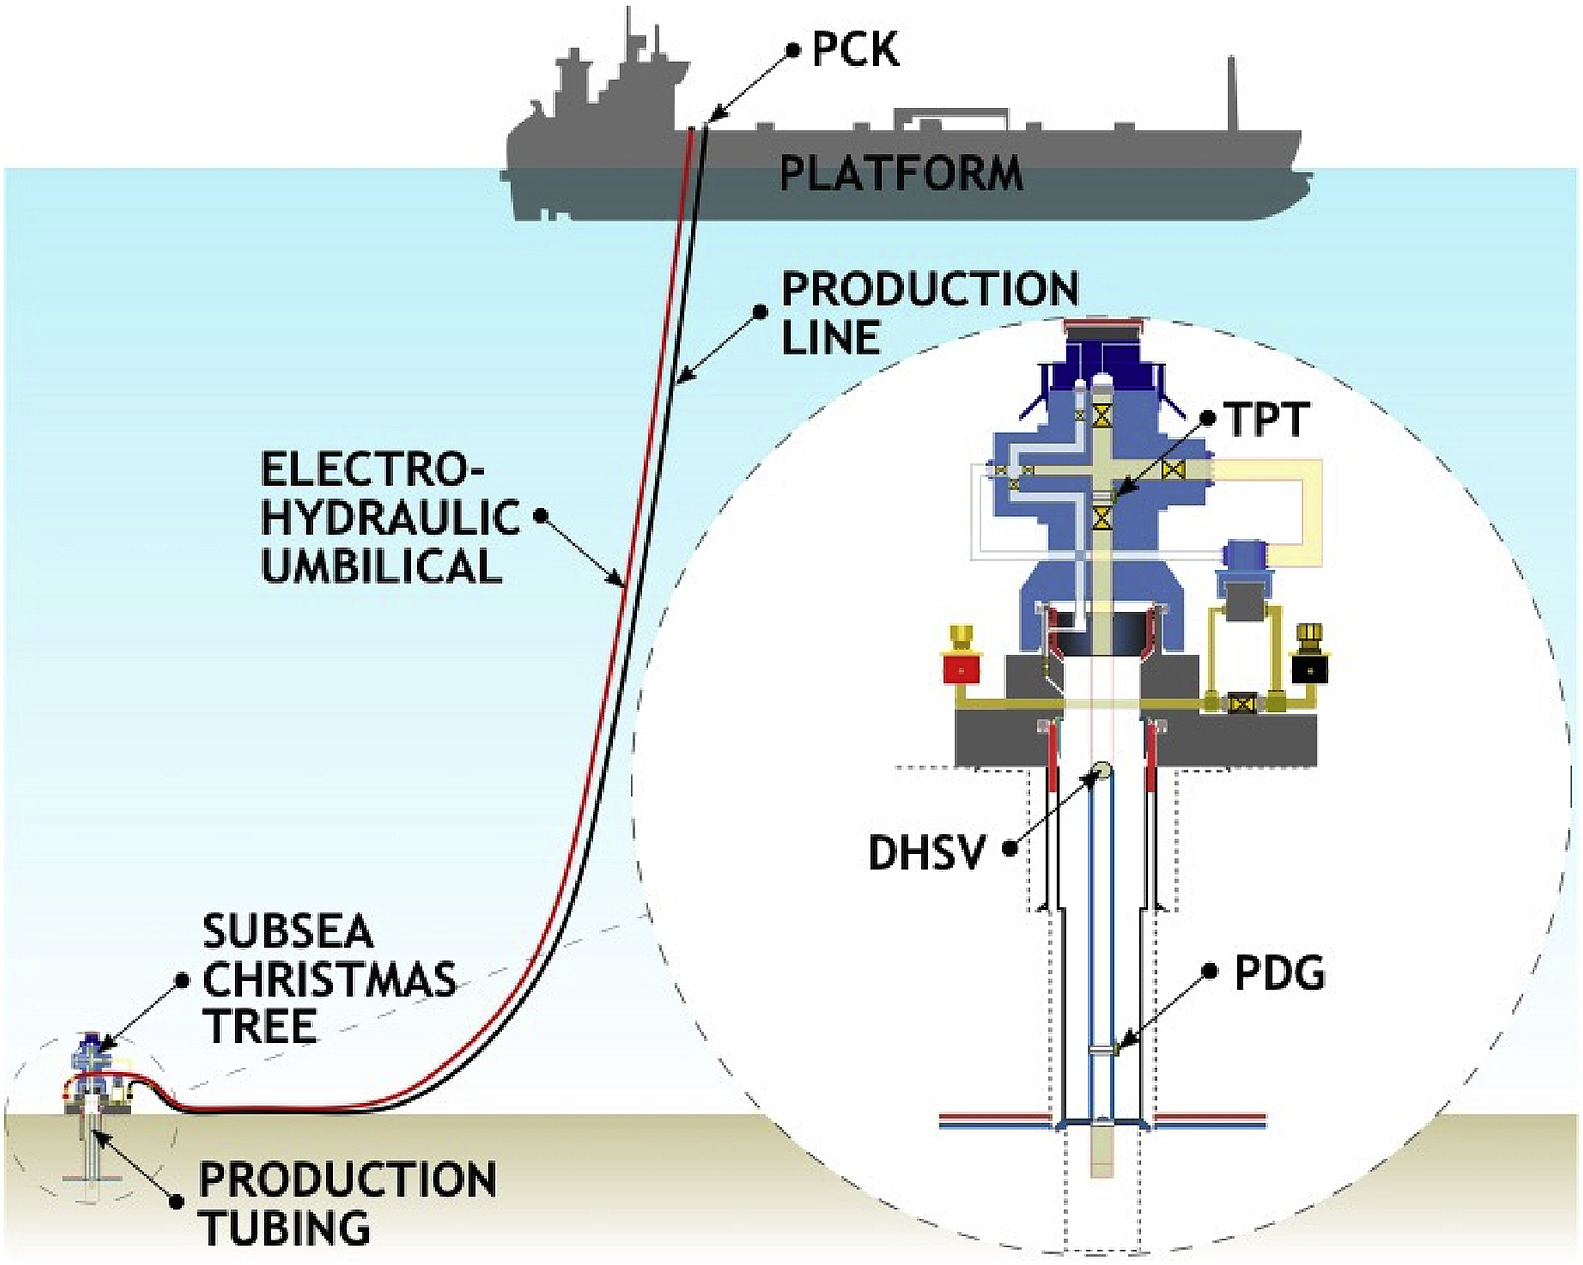 PCK
PLATFORM
PRODUCTION
LINE
TPT
ELECTRO-
HYDRAULIC
UMBILICAL
DHSV
SUBSEA
CHRISTMAS
TREE
PDG
PRODUCTION
TUBING